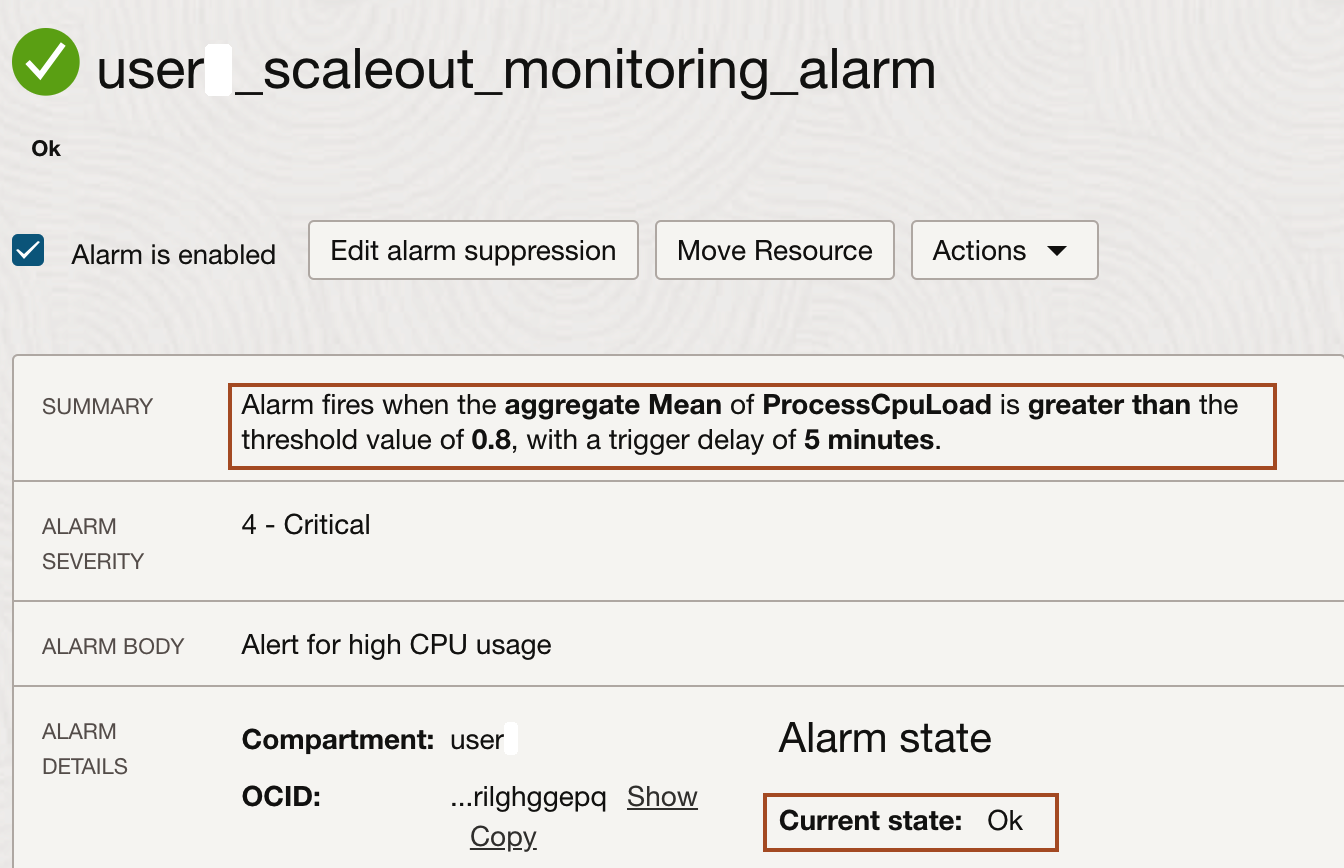 user _scaleout_monitoring_alarm
Ok
Alarm is enabled
Edit alarm suppression
Move Resource
Actions
SUMMARY
Alarm fires when the aggregate Mean of ProcessCpuLoad is greater than the
threshold value of 0.8, with a trigger delay of 5 minutes.
ALARM
SEVERITY
4 - Critical
ALARM BODY
Alert for high CPU usage
ALARM
DETAILS
Compartment: user
OCID: ...rilghggepq Show
Copy
Alarm state
Current state: Ok